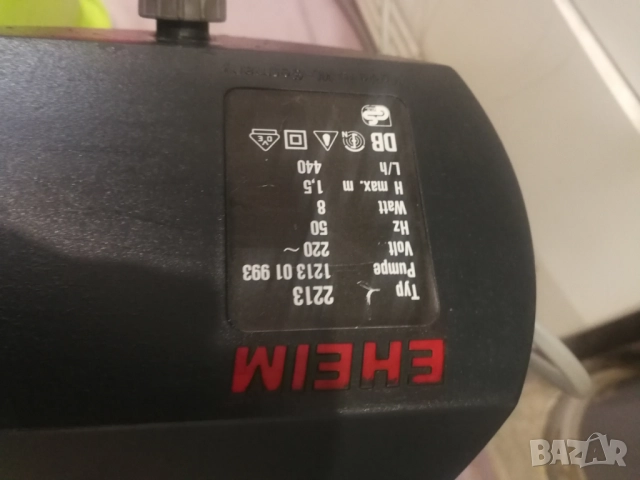 EHEIM
Typ 2213
Pumpe 1213 01 993
Volt. 220 ~
Hz 50
Watt 8
H max. m 1,5
L/h 440
DB N DVE
BAZAR